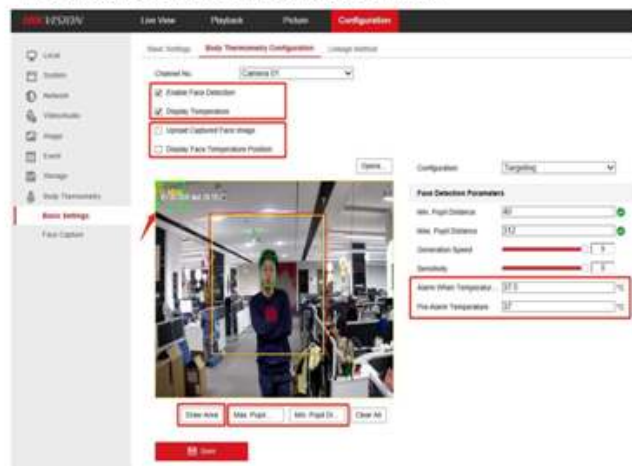 HIKVISION Live View Playback Picture Configuration
Local
System
Network
Video/Audio
Image
Event
Storage
Body Thermometry
Basic Settings
Face Capture
Basic Settings Body Thermometry Configuration Linkage Method
Channel No. Camera 01
Enable Face Detection
Display Temperature
Upload Captured Face Image
Display Face Temperature Position
Configuration Targeting
Face Detection Parameters
Min. Pupil Distance 40
Max. Pupil Distance 312
Generation Speed
Sensitivity
Alarm When Temperatur... 37.5 °C
Pre-Alarm Temperature 37 °C
Draw Area Max. Pupil... Min. Pupil Di... Clear All
Save